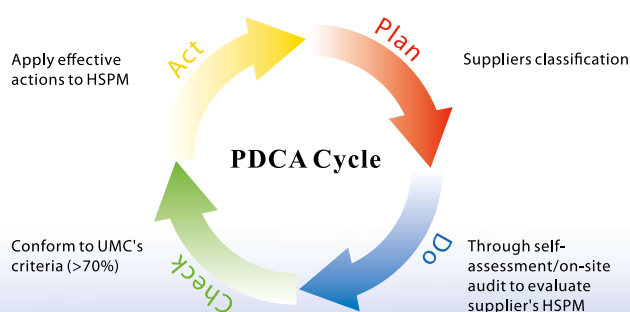 Act
Plan
Apply effective
actions to HSPM
Suppliers classification
PDCA Cycle
Conform to UMC's
criteria (>70%)
Check
Do
Through self-
assessment/on-site
audit to evaluate
supplier's HSPM